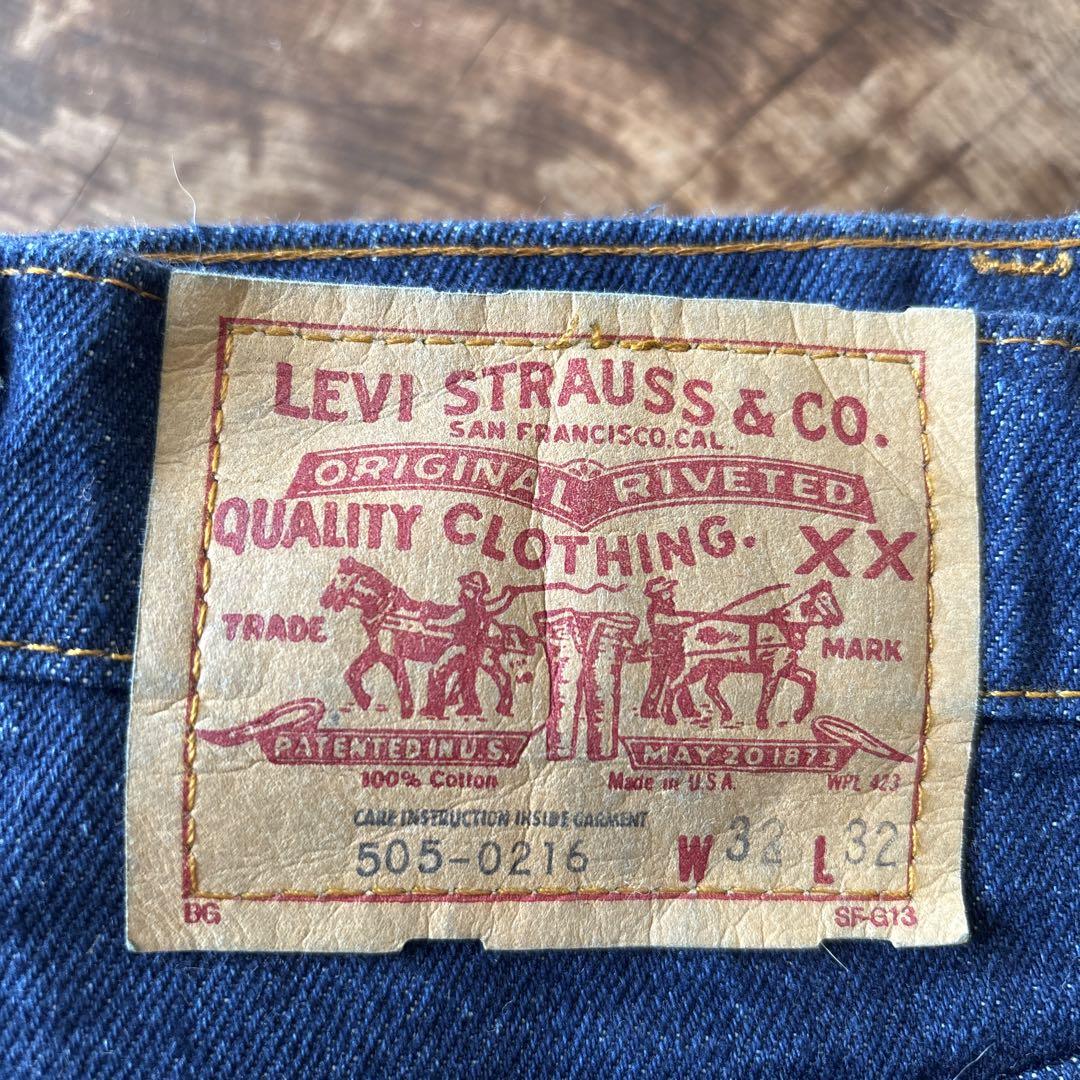 LEVI STRAUSS & CO.
SAN FRANCISCO, CAL.
ORIGINAL RIVETED
QUALITY CLOTHING. XX
TRADE MARK
PATENTED IN U.S. MAY 20 1873
100% Cotton Made in U.S.A. WPL 423
CARE INSTRUCTION INSIDE GARMENT
505-0216 W 32 L 32
BG SF-G13